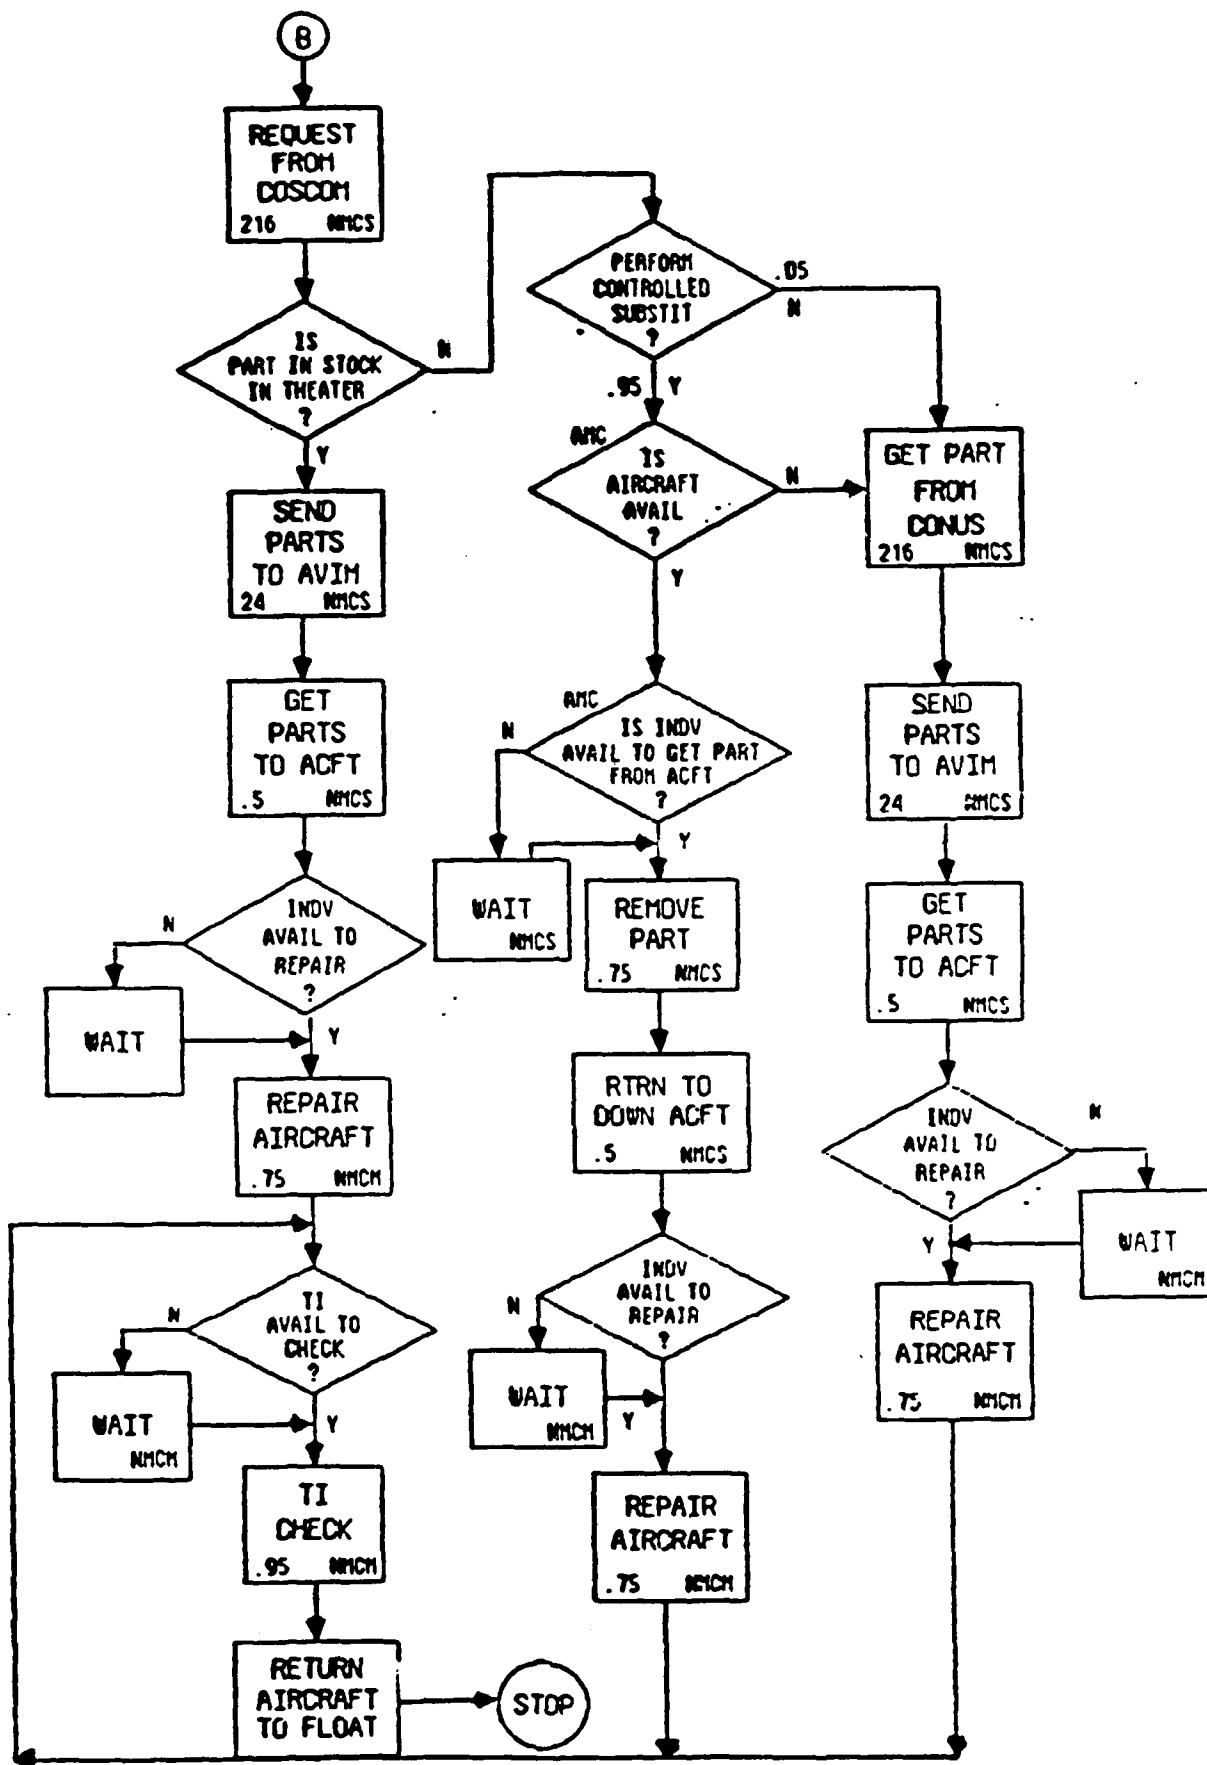 B
REQUEST
FROM
COSCOM
216 NMCS
IS
PART IN STOCK
IN THEATER
?
N
Y
SEND
PARTS
TO AVIM
24 NMCS
GET
PARTS
TO ACFT
.5 NMCS
INDV
AVAIL TO
REPAIR
?
N
WAIT
Y
REPAIR
AIRCRAFT
.75 NMCM
TI
AVAIL TO
CHECK
?
N
WAIT
NMCM
Y
TI
CHECK
.95 NMCM
RETURN
AIRCRAFT
TO FLOAT
STOP
PERFORM
CONTROLLED
SUBSTIT
?
.05
N
.95 Y
AMC
IS
AIRCRAFT
AVAIL
?
N
Y
AMC
IS INDV
AVAIL TO GET PART
FROM ACFT
?
N
WAIT
NMCS
Y
REMOVE
PART
.75 NMCS
RTRN TO
DOWN ACFT
.5 NMCS
INDV
AVAIL TO
REPAIR
?
N
WAIT
NMCM
Y
REPAIR
AIRCRAFT
.75 NMCM
GET PART
FROM
CONUS
216 NMCS
SEND
PARTS
TO AVIM
24 NMCS
GET
PARTS
TO ACFT
.5 NMCS
INDV
AVAIL TO
REPAIR
?
N
WAIT
NMCM
Y
REPAIR
AIRCRAFT
.75 NMCM